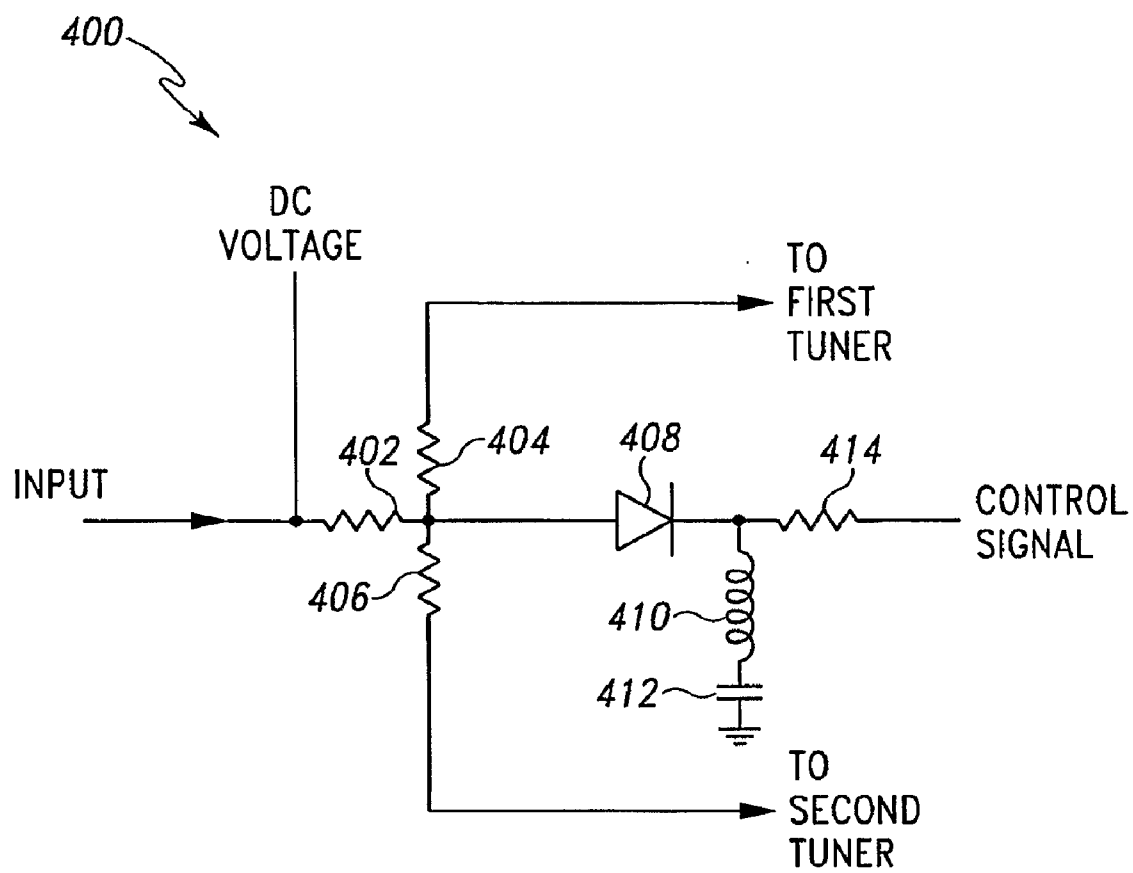 400
DC
VOLTAGE
TO
FIRST
TUNER
402
404
408
414
INPUT
CONTROL
SIGNAL
406
410
412
TO
SECOND
TUNER